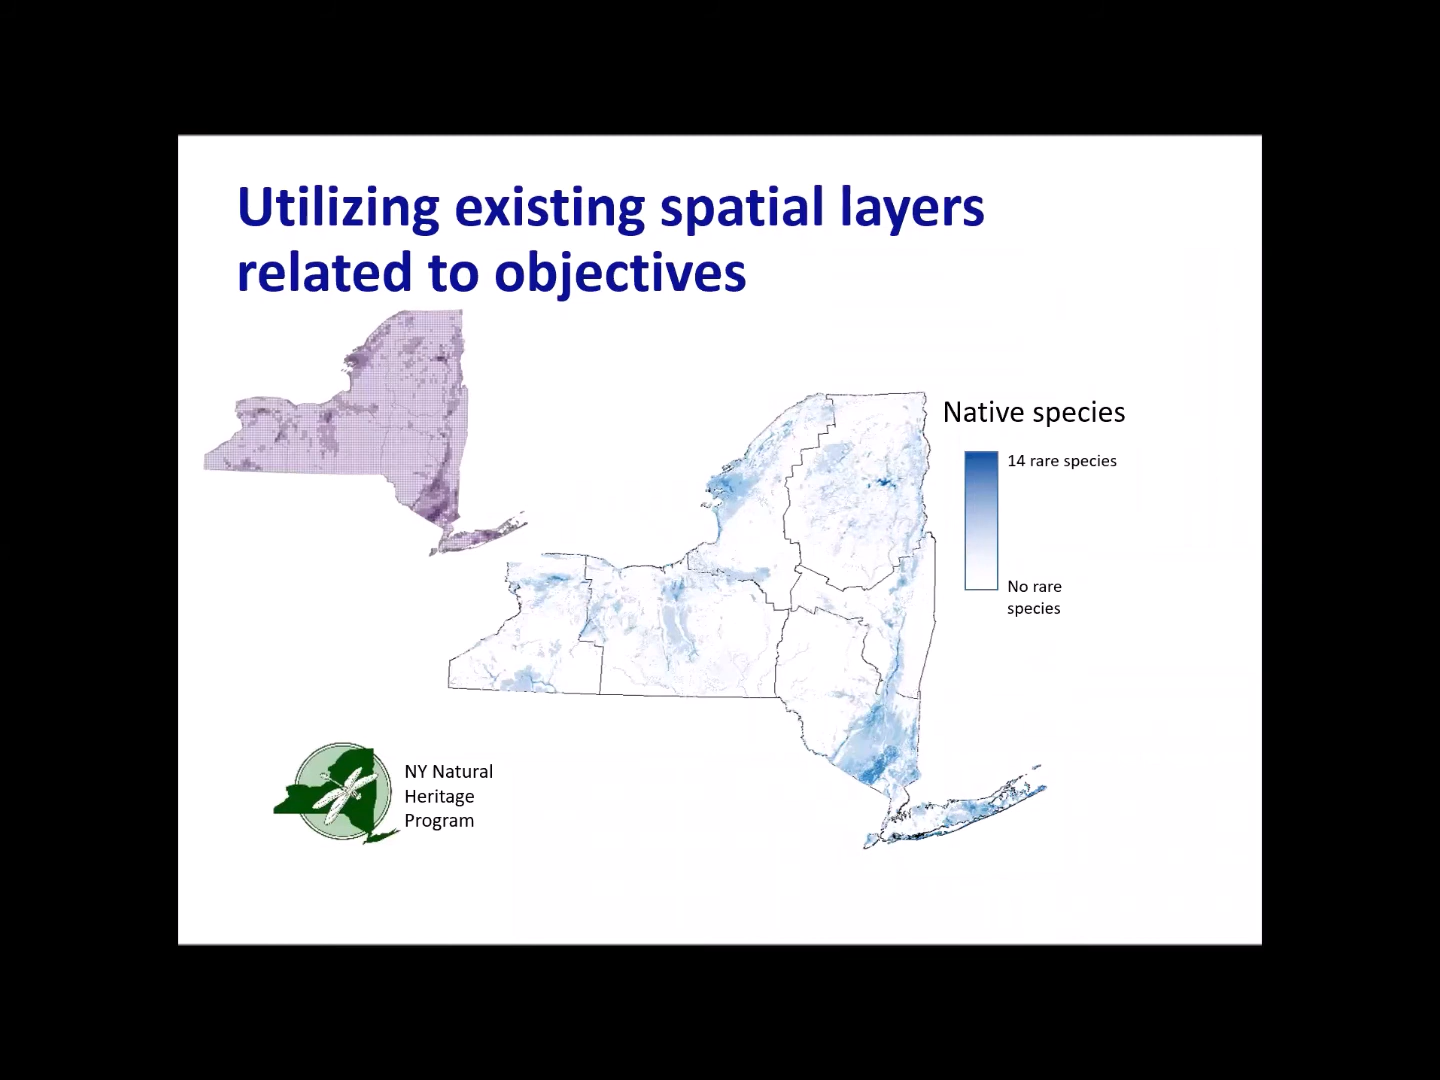 Utilizing existing spatial layers
related to objectives
Native species
14 rare species
No rare
species
NY Natural
Heritage
Program